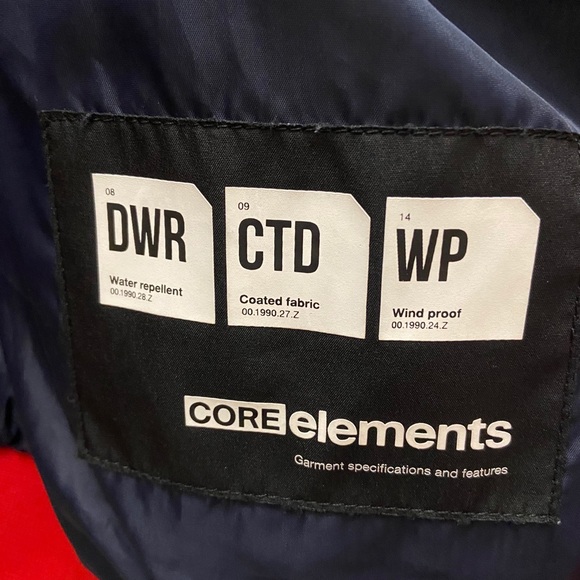 08
DWR
Water repellent
00.1990.28.Z
09
CTD
Coated fabric
00.1990.27.Z
14
WP
Wind proof
00.1990.24.Z
CORE elements
Garment specifications and features